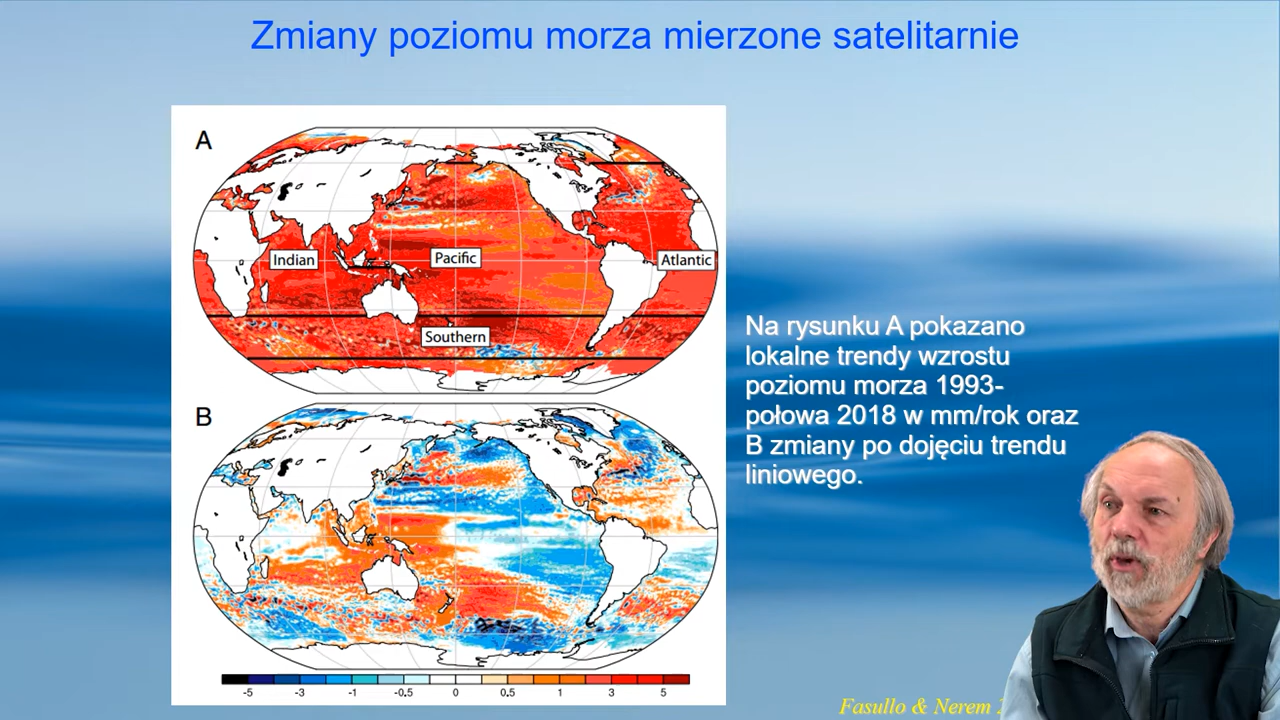 Zmiany poziomu morza mierzone satelitarnie
A
Indian
Pacific
Atlantic
Southern
B
-5 -3 -1 -0.5 0 0.5 1 3 5
Na rysunku A pokazano
lokalne trendy wzrostu
poziomu morza 1993-
połowa 2018 w mm/rok oraz
B zmiany po dojęciu trendu
liniowego.
Fasullo & Nerem